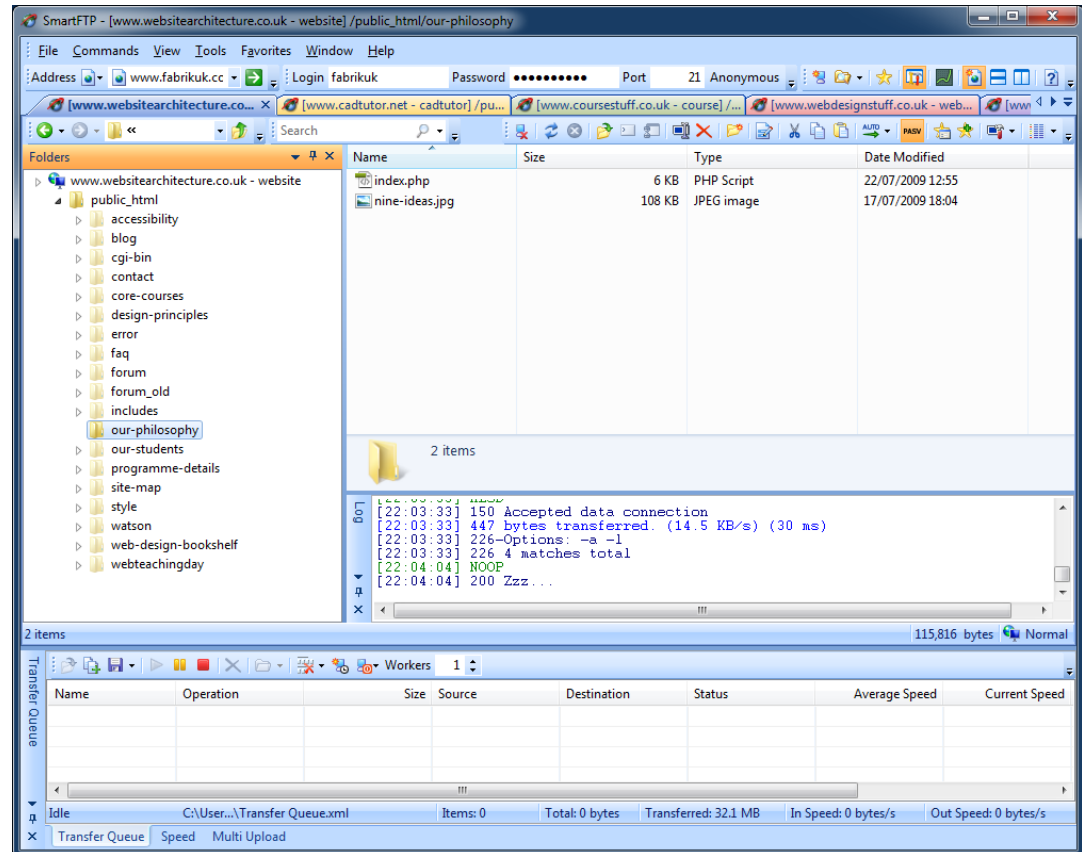 SmartFTP - [www.websitearchitecture.co.uk - website] /public_html/our-philosophy
File Commands View Tools Favorites Window Help
Address www.fabrikuk.cc Login fabrikuk Password ●●●●●●●●●● Port 21 Anonymous
[www.websitearchitecture.co... [www.cadtutor.net - cadtutor] /pu... [www.coursestuff.co.uk - course] /... [www.webdesignstuff.co.uk - web... [www
« Search AUTO PASV
Folders
Name Size Type Date Modified
www.websitearchitecture.co.uk - website
index.php 6 KB PHP Script 22/07/2009 12:55
public_html
nine-ideas.jpg 108 KB JPEG image 17/07/2009 18:04
accessibility
blog
cgi-bin
contact
core-courses
design-principles
error
faq
forum
forum_old
includes
our-philosophy
our-students
programme-details
site-map
style
watson
web-design-bookshelf
webteachingday
2 items
Log
[22:03:33] 150 Accepted data connection
[22:03:33] 447 bytes transferred. (14.5 KB/s) (30 ms)
[22:03:33] 226-Options: -a -l
[22:03:33] 226 4 matches total
[22:04:04] NOOP
[22:04:04] 200 Zzz...
2 items 115,816 bytes Normal
Transfer Queue
Workers 1
Name Operation Size Source Destination Status Average Speed Current Speed
Idle C:\User...\Transfer Queue.xml Items: 0 Total: 0 bytes Transferred: 32.1 MB In Speed: 0 bytes/s Out Speed: 0 bytes/s
Transfer Queue Speed Multi Upload